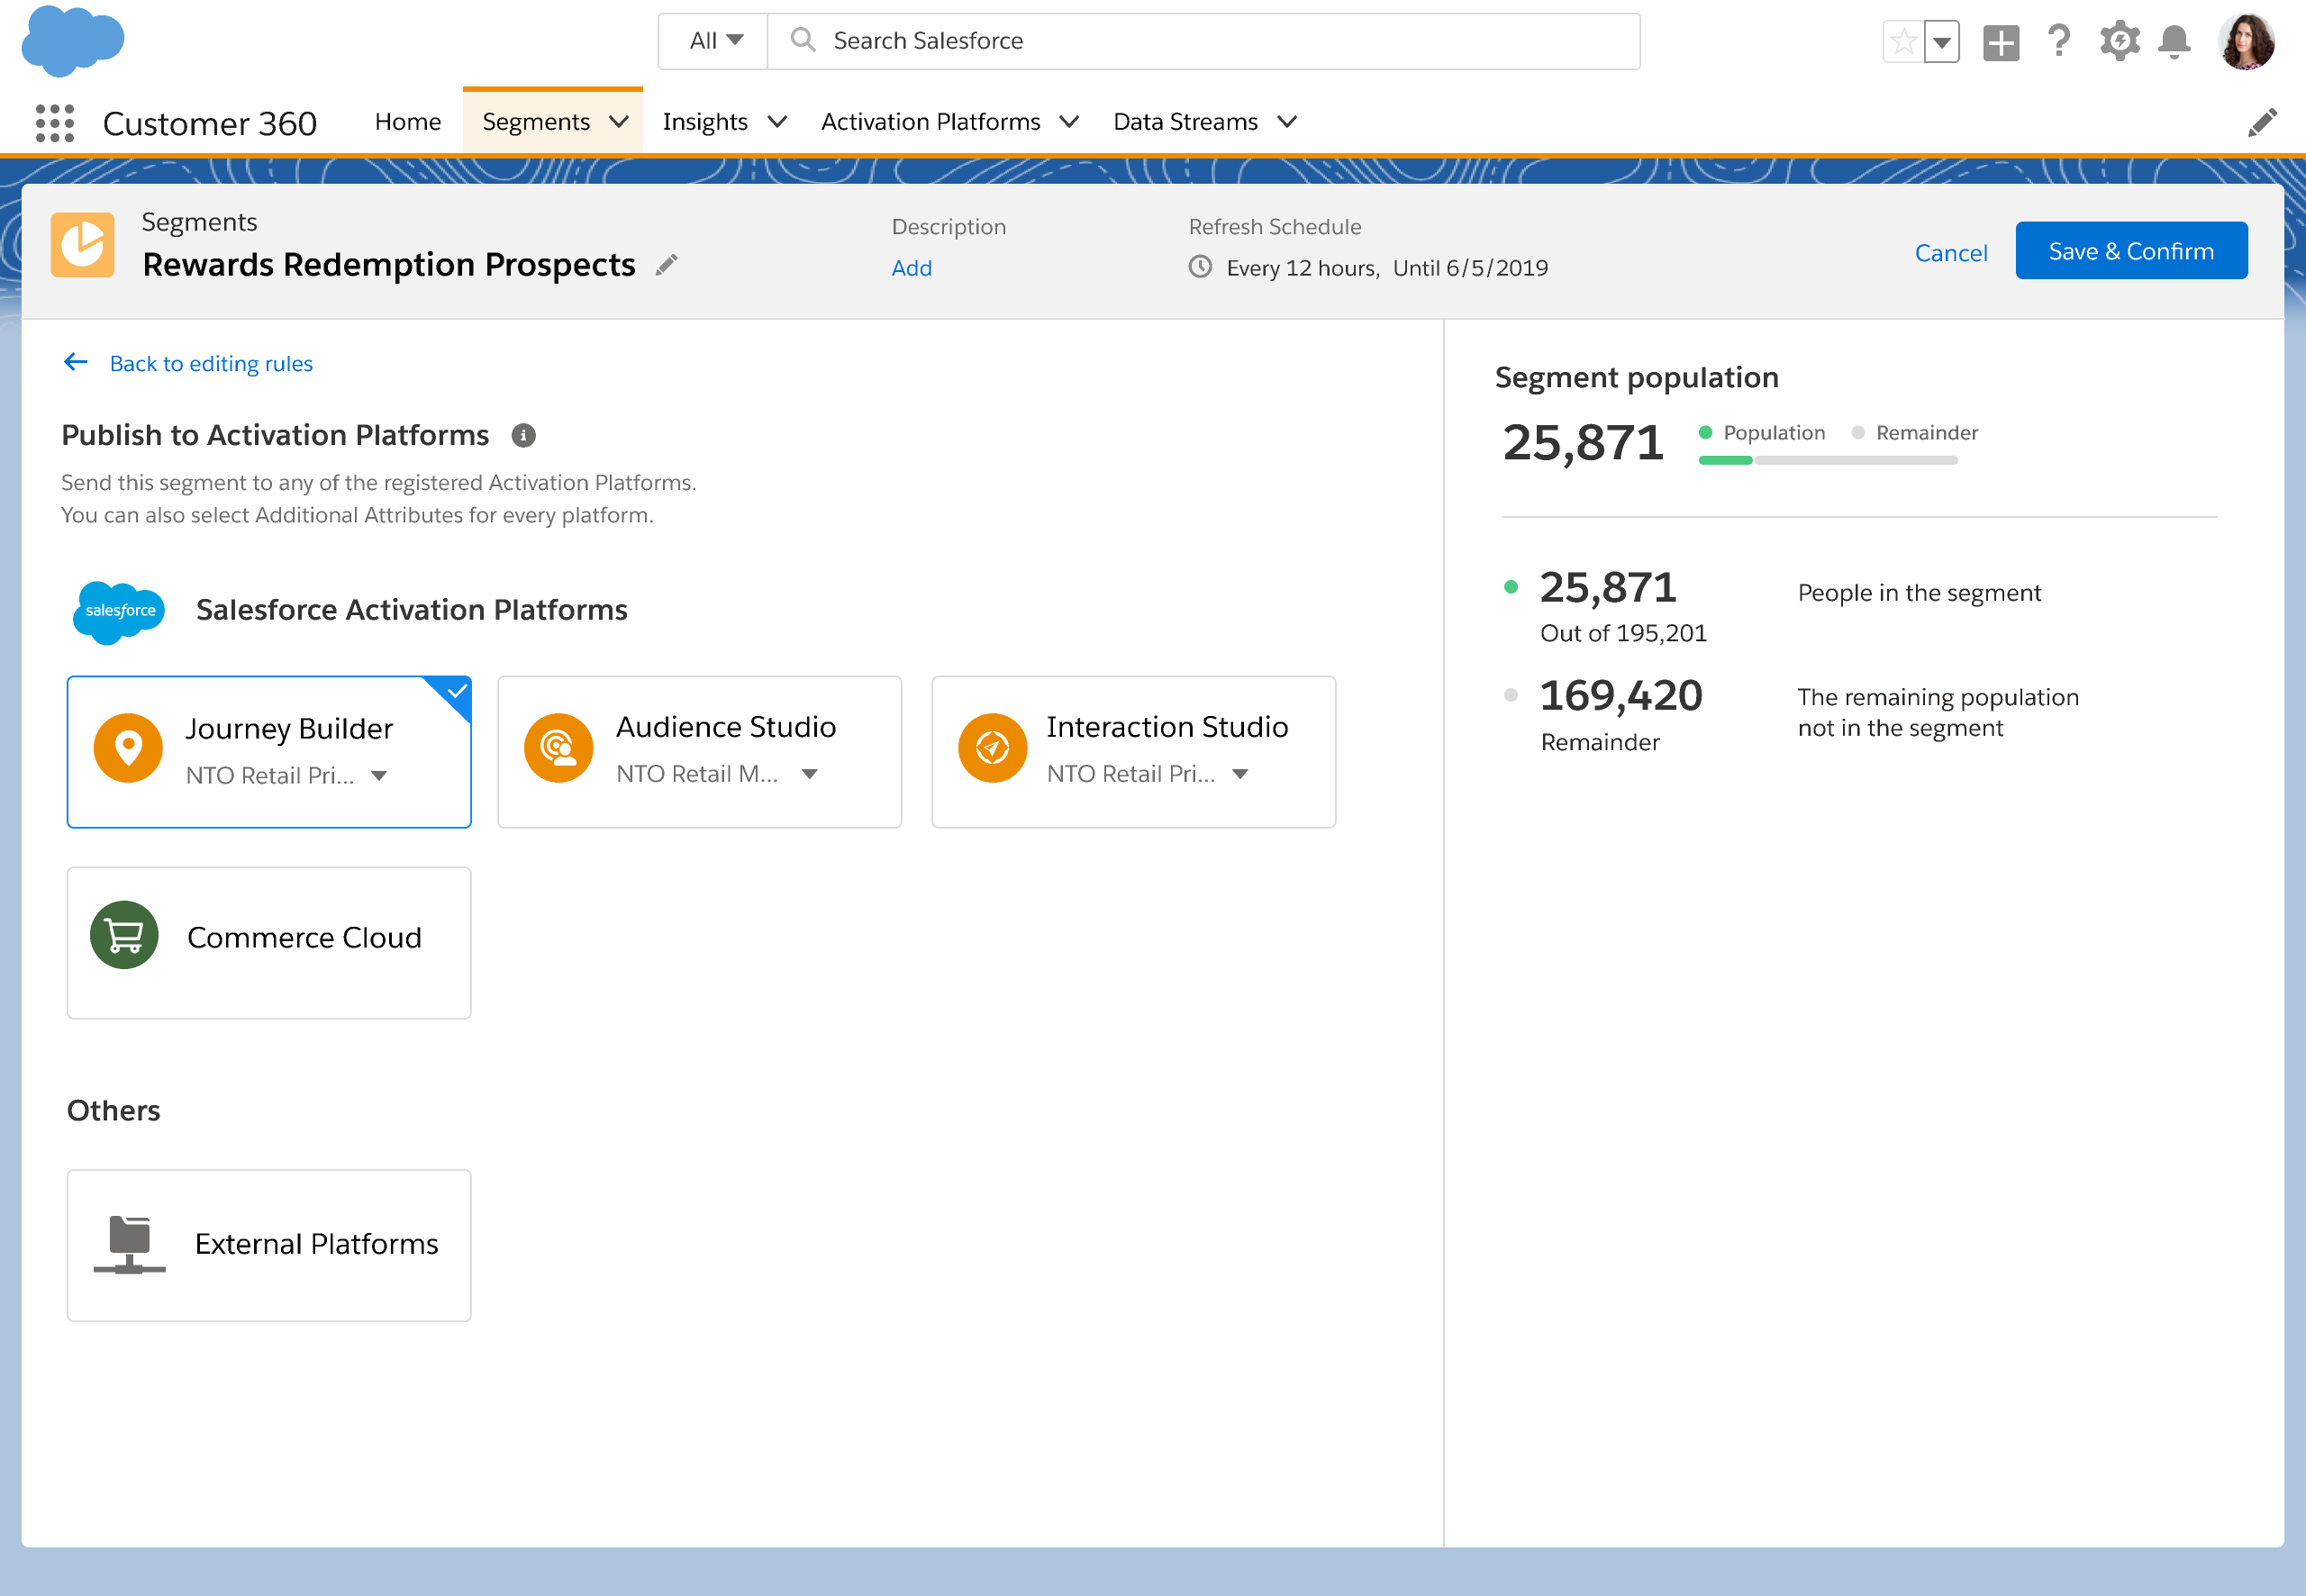 All
Search Salesforce
Customer 360
Home
Segments
Insights
Activation Platforms
Data Streams
Segments
Rewards Redemption Prospects
Description
Add
Refresh Schedule
Every 12 hours, Until 6/5/2019
Cancel
Save & Confirm
Back to editing rules
Publish to Activation Platforms
Send this segment to any of the registered Activation Platforms.
You can also select Additional Attributes for every platform.
salesforce
Salesforce Activation Platforms
Journey Builder
NTO Retail Pri...
Audience Studio
NTO Retail M...
Interaction Studio
NTO Retail Pri...
Commerce Cloud
Others
External Platforms
Segment population
25,871
Population
Remainder
25,871
Out of 195,201
People in the segment
169,420
Remainder
The remaining population
not in the segment